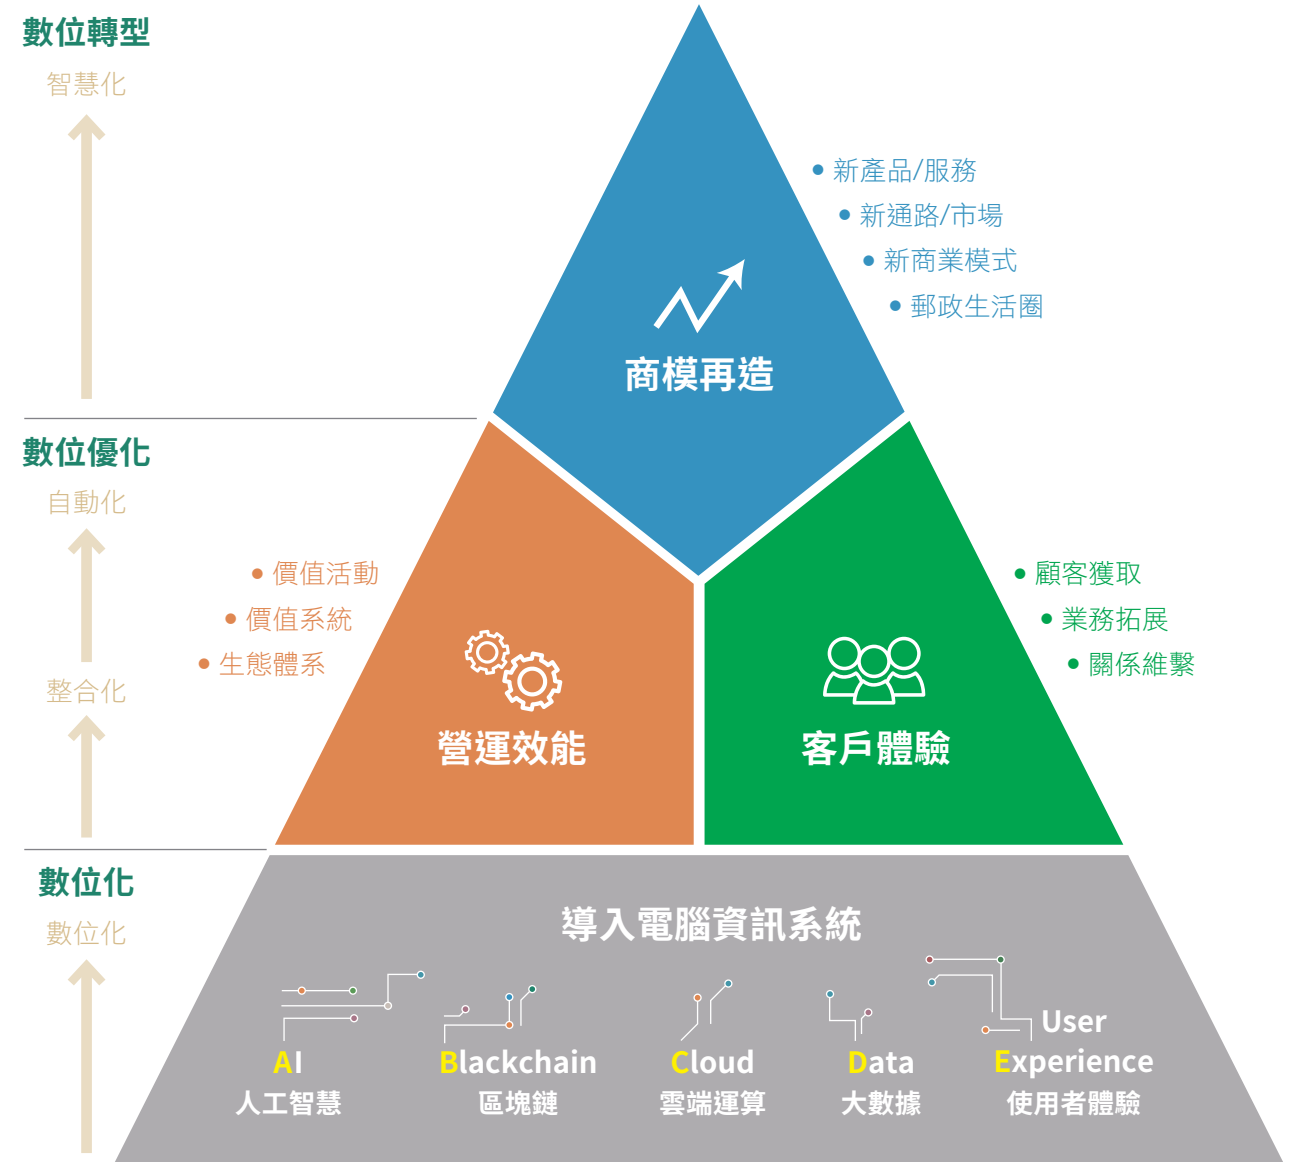 數位轉型
智慧化
新產品/服務
新通路/市場
新商業模式
郵政生活圈
商模再造
數位優化
自動化
整合化
價值活動
價值系統
生態體系
營運效能
顧客獲取
業務拓展
關係維繫
客戶體驗
數位化
數位化
導入電腦資訊系統
AI
人工智慧
Blackchain
區塊鏈
Cloud
雲端運算
Data
大數據
User
Experience
使用者體驗